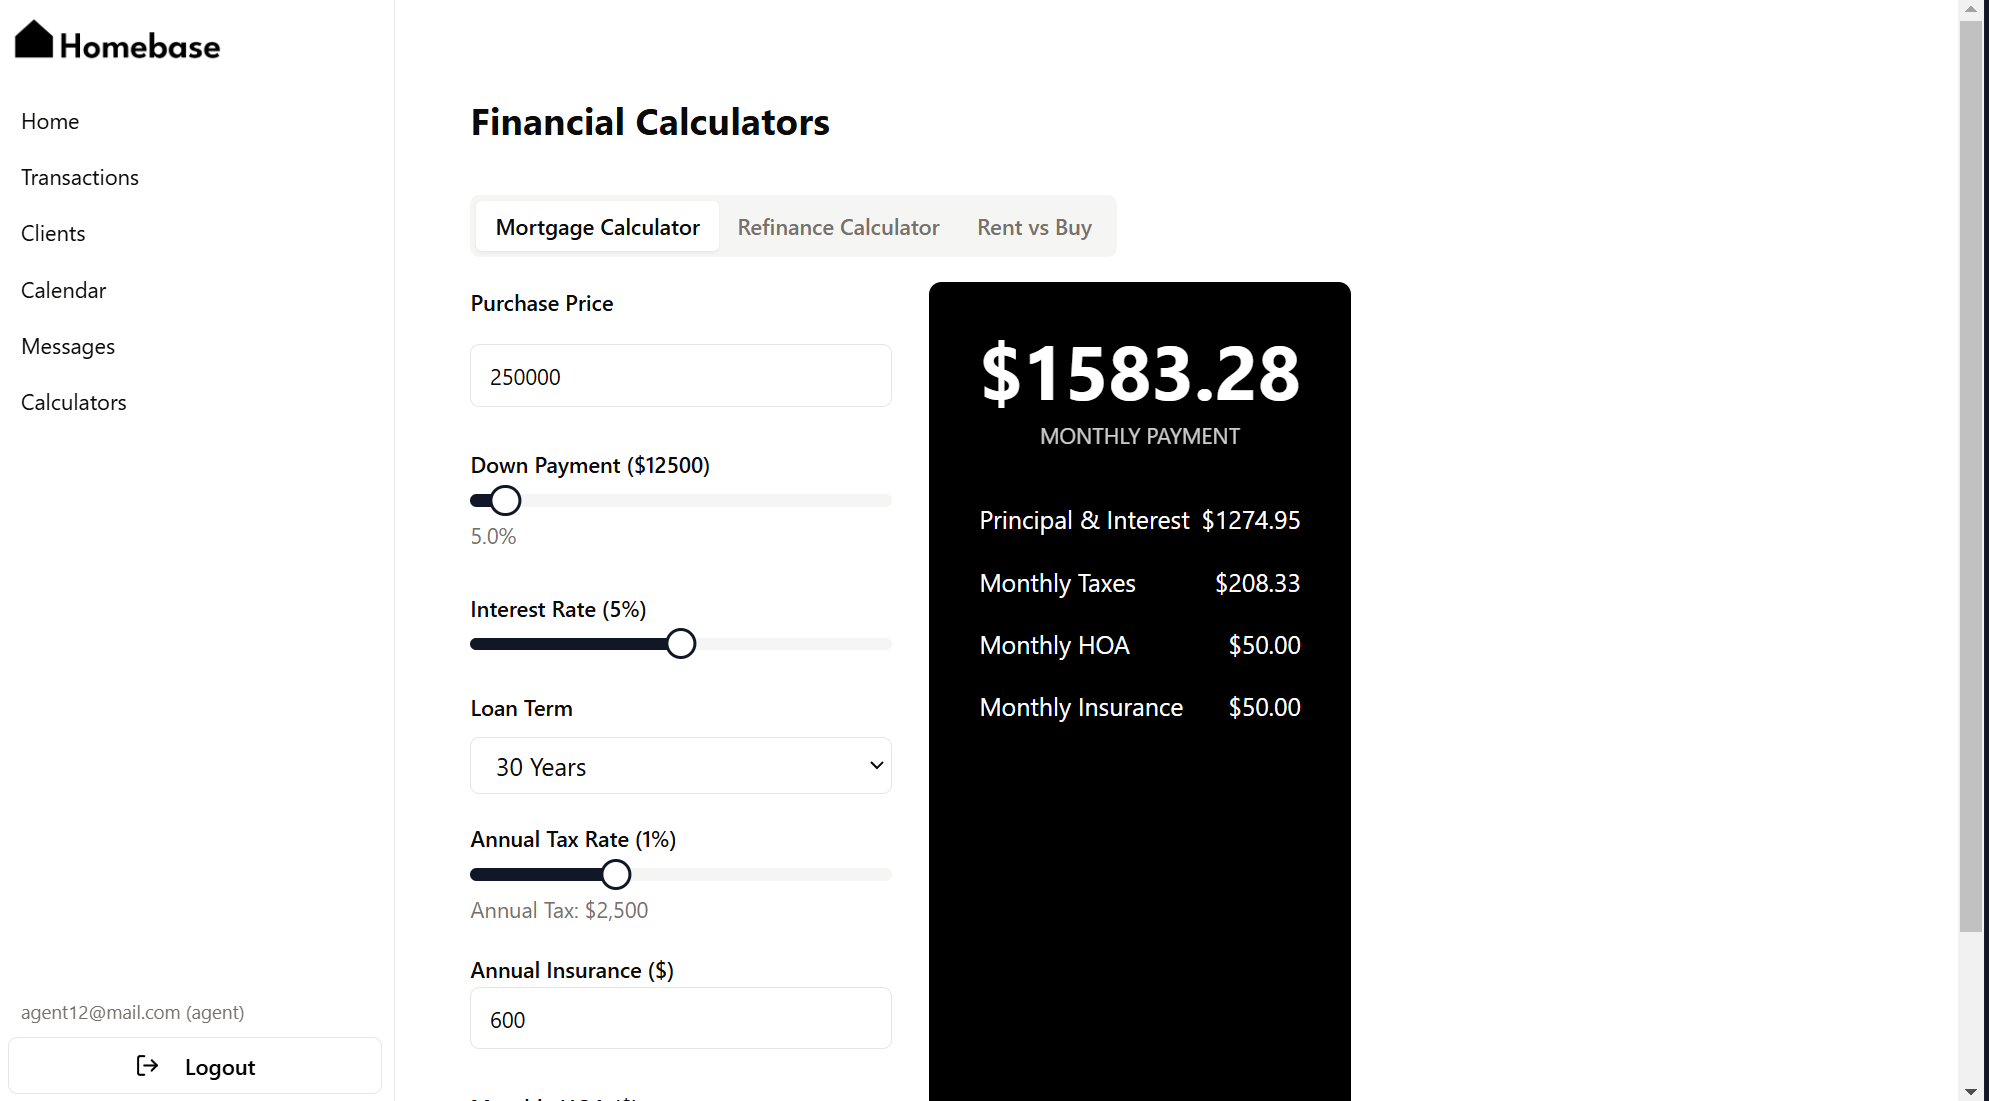 Homebase
Home
Transactions
Clients
Calendar
Messages
Calculators
agent12@mail.com (agent)
Logout
Financial Calculators
Mortgage Calculator
Refinance Calculator
Rent vs Buy
Purchase Price
250000
Down Payment ($12500)
5.0%
Interest Rate (5%)
Loan Term
30 Years
Annual Tax Rate (1%)
Annual Tax: $2,500
Annual Insurance ($)
600
$1583.28
MONTHLY PAYMENT
Principal & Interest $1274.95
Monthly Taxes $208.33
Monthly HOA $50.00
Monthly Insurance $50.00